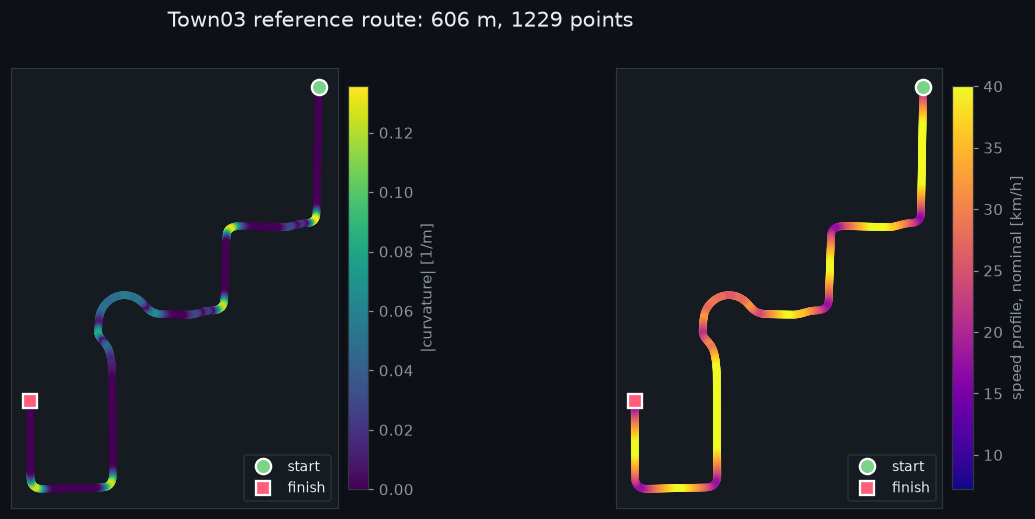 Town03 reference route: 606 m, 1229 points
0.12
0.10
0.08
0.06
0.04
0.02
0.00
|curvature| [1/m]
start
finish
40
35
30
25
20
15
10
speed profile, nominal [km/h]
start
finish